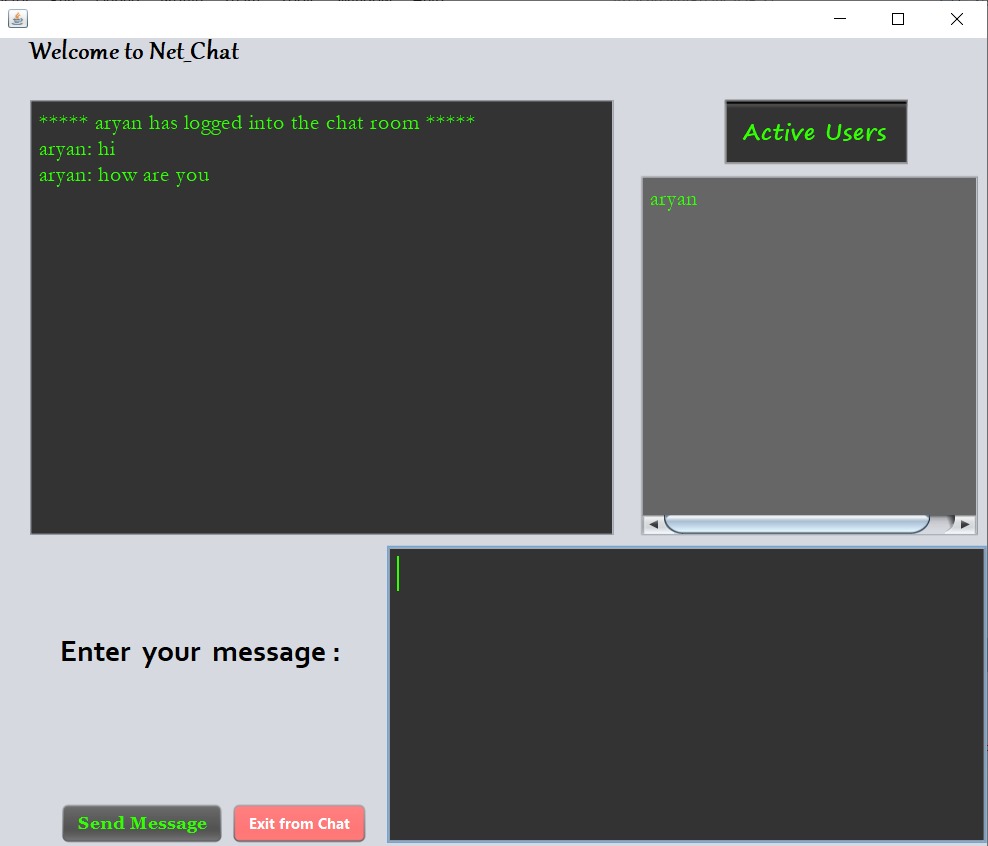 Welcome to Net_Chat
***** aryan has logged into the chat room *****
aryan: hi
aryan: how are you
Active Users
aryan
Enter your message :
Send Message
Exit from Chat